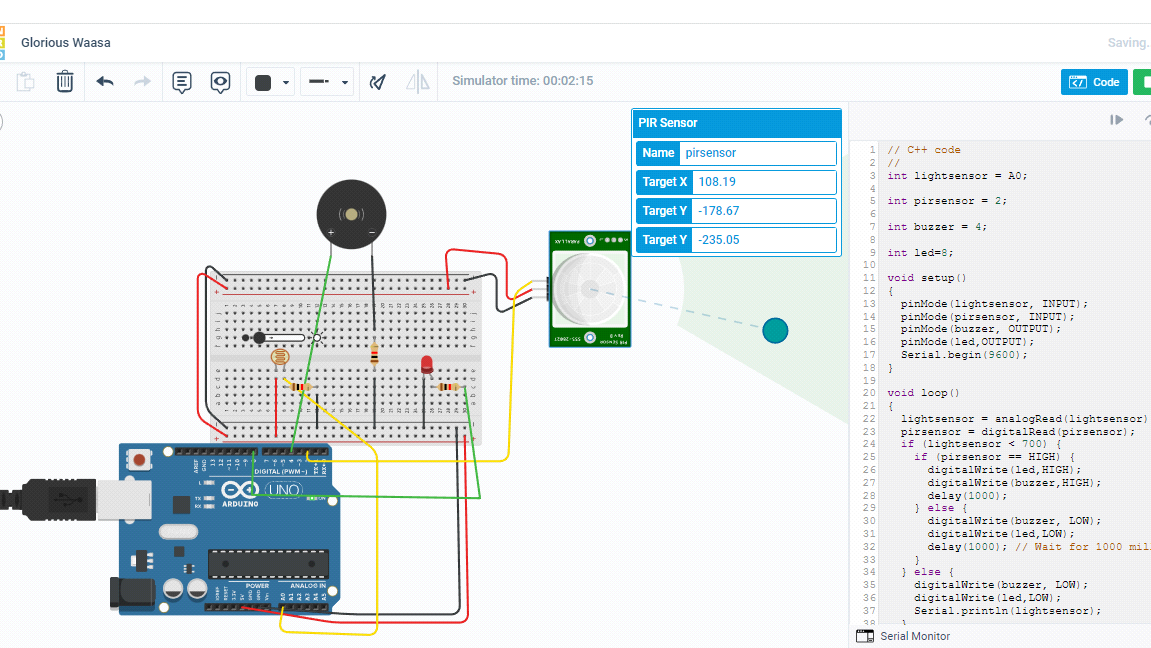 Glorious Waasa
Saving.
Simulator time: 00:02:15
Code
PIR Sensor
Name pirsensor
Target X 108.19
Target Y -178.67
Target Y -235.05
1 // C++ code
2 //
3 int lightsensor = A0;
4
5 int pirsensor = 2;
6
7 int buzzer = 4;
8
9 int led=8;
10
11 void setup()
12 {
13 pinMode(lightsensor, INPUT);
14 pinMode(pirsensor, INPUT);
15 pinMode(buzzer, OUTPUT);
16 pinMode(led,OUTPUT);
17 Serial.begin(9600);
18 }
19
20 void loop()
21 {
22 lightsensor = analogRead(lightsensor)
23 pirsensor = digitalRead(pirsensor);
24 if (lightsensor < 700) {
25 if (pirsensor == HIGH) {
26 digitalWrite(led,HIGH);
27 digitalWrite(buzzer,HIGH);
28 delay(1000);
29 } else {
30 digitalWrite(buzzer, LOW);
31 digitalWrite(led,LOW);
32 delay(1000); // Wait for 1000 mil
33 }
34 } else {
35 digitalWrite(buzzer, LOW);
36 digitalWrite(led,LOW);
37 Serial.println(lightsensor);
38
Serial Monitor
DIGITAL (PWM~)
UNO
ARDUINO
POWER
ANALOG IN